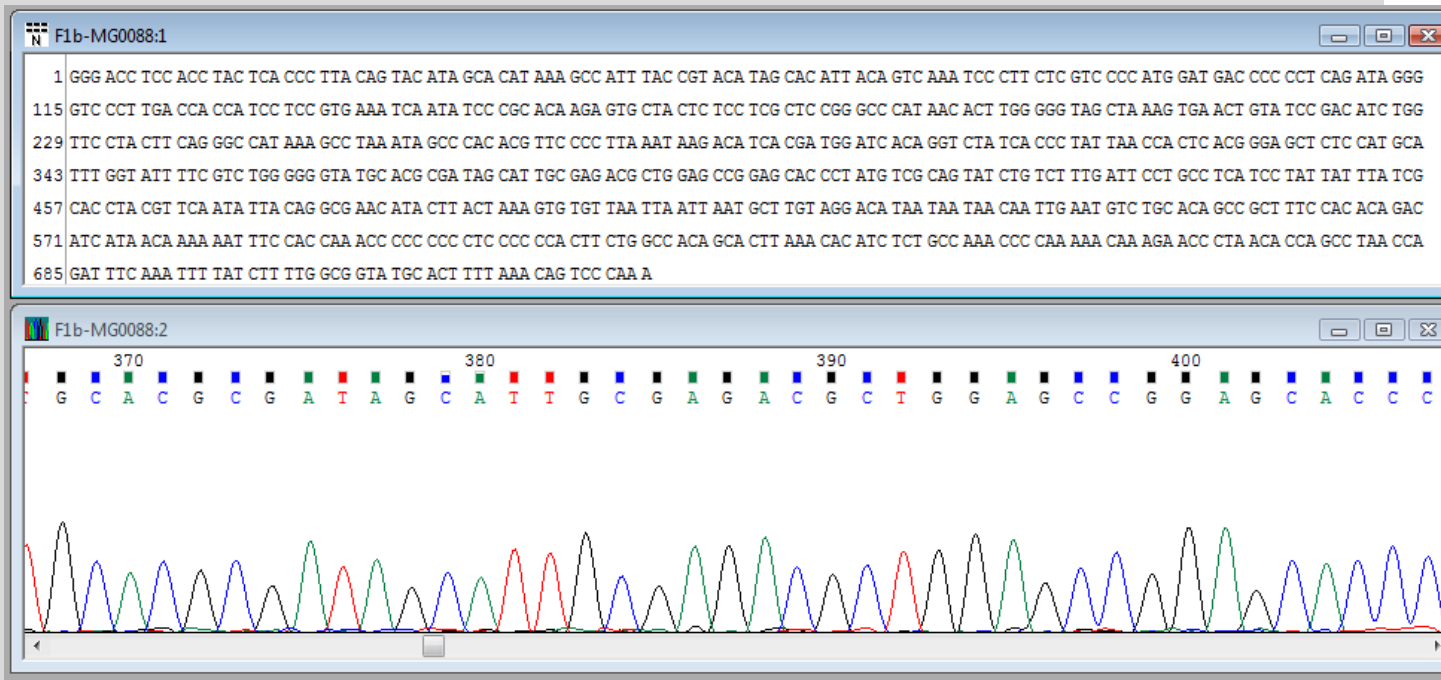 F1b-MG0088:1
1 GGG ACC TCC ACC TAC TCA CCC TTA CAG TAC ATA GCA CAT AAA GCC ATT TAC CGT ACA TAG CAC ATT ACA GTC AAA TCC CTT CTC GTC CCC ATG GAT GAC CCC CCT CAG ATA GGG
115 GTC CCT TGA CCA CCA TCC TCC GTG AAA TCA ATA TCC CGC ACA AGA GTG CTA CTC TCC TCG CTC CGG GCC CAT AAC ACT TGG GGG TAG CTA AAG TGA ACT GTA TCC GAC ATC TGG
229 TTC CTA CTT CAG GGC CAT AAA GCC TAA ATA GCC CAC ACG TTC CCC TTA AAT AAG ACA TCA CGA TGG ATC ACA GGT CTA TCA CCC TAT TAA CCA CTC ACG GGA GCT CTC CAT GCA
343 TTT GGT ATT TTC GTC TGG GGG GTA TGC ACG CGA TAG CAT TGC GAG ACG CTG GAG CCG GAG CAC CCT ATG TCG CAG TAT CTG TCT TTG ATT CCT GCC TCA TCC TAT TAT TTA TCG
457 CAC CTA CGT TCA ATA TTA CAG GCG AAC ATA CTT ACT AAA GTG TGT TAA TTA ATT AAT GCT TGT AGG ACA TAA TAA TAA CAA TTG AAT GTC TGC ACA GCC GCT TTC CAC ACA GAC
571 ATC ATA ACA AAA AAT TTC CAC CAA ACC CCC CCC CTC CCC CCA CTT CTG GCC ACA GCA CTT AAA CAC ATC TCT GCC AAA CCC CAA AAA CAA AGA ACC CTA ACA CCA GCC TAA CCA
685 GAT TTC AAA TTT TAT CTT TTG GCG GTA TGC ACT TTT AAA CAG TCC CAA A
F1b-MG0088:2
370 380 390 400
G C A C G C G A T A G C A T T G C G A G A C G C T G G A G C C G G A G C A C C C